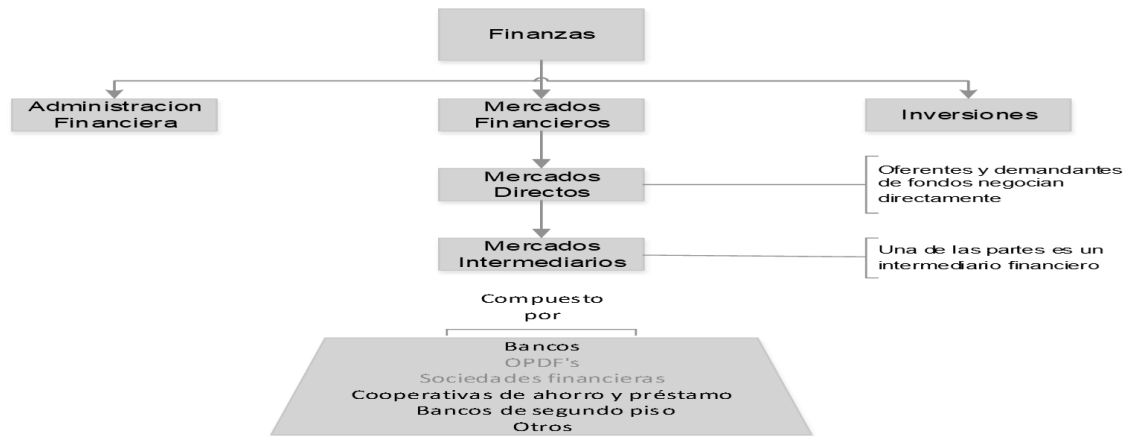 Finanzas
Administracion
Financiera
Mercados
Financieros
Inversiones
Mercados
Directos
Oferentes y demandantes
de fondos negocian
directamente
Mercados
Intermediarios
Una de las partes es un
intermediario financiero
Compuesto
por
Bancos
OPDF's
Sociedades financieras
Cooperativas de ahorro y préstamo
Bancos de segundo piso
Otros